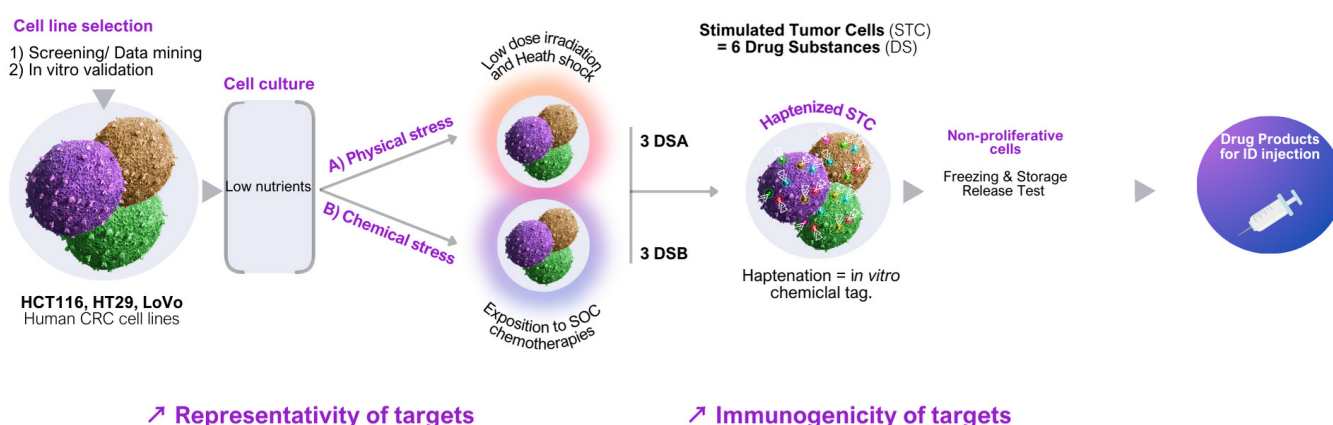 Cell line selection
1) Screening/ Data mining
2) In vitro validation
HCT116, HT29, LoVo
Human CRC cell lines
Cell culture
Low nutrients
A) Physical stress
B) Chemical stress
Low dose irradiation
and Heath shock
Exposition to SOC
chemotherapies
3 DSA
3 DSB
Stimulated Tumor Cells (STC)
= 6 Drug Substances (DS)
Haptenized STC
Haptenation = in vitro
chemiclal tag.
Non-proliferative
cells
Freezing & Storage
Release Test
Drug Products
for ID injection
↗ Representativity of targets
↗ Immunogenicity of targets